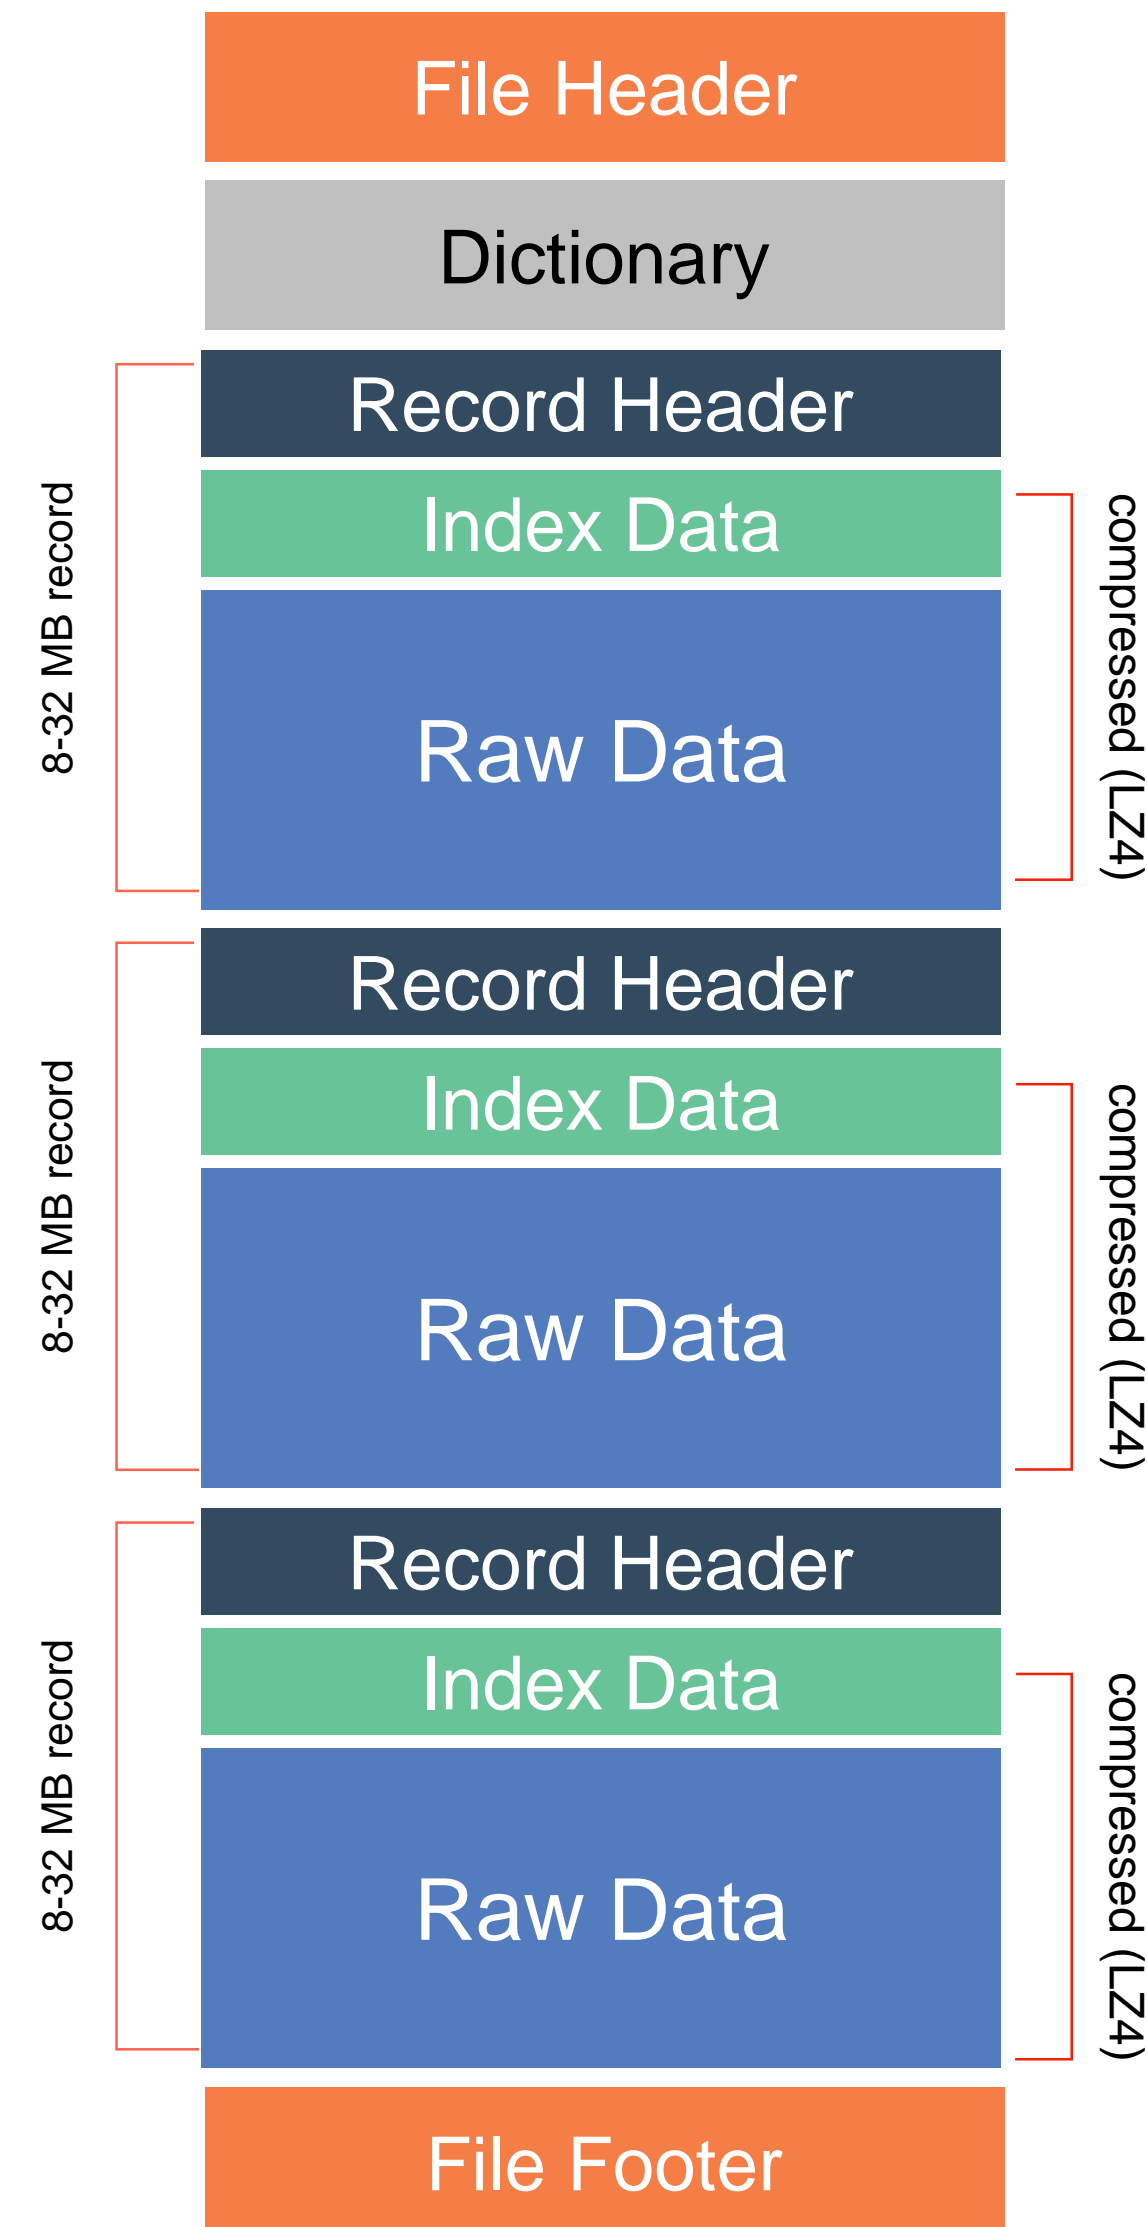 File Header
Dictionary
8-32 MB record
Record Header
Index Data
Raw Data
compressed (LZ4)
8-32 MB record
Record Header
Index Data
Raw Data
compressed (LZ4)
8-32 MB record
Record Header
Index Data
Raw Data
compressed (LZ4)
File Footer